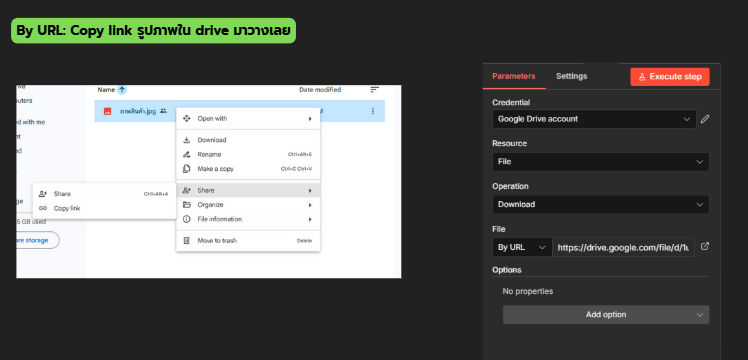 By URL: Copy link รูปภาพใน drive มาวางเลย
Name
Date modified
ภาพสินค้า.jpg
uters
d with me
Open with
Download
Rename Ctrl+Alt+E
Make a copy Ctrl+C Ctrl+V
Share
Organize
File information
Move to trash Delete
Share Ctrl+Alt+A
Copy link
5 GB used
ore storage
Parameters Settings Execute step
Credential
Google Drive account
Resource
File
Operation
Download
File
By URL https://drive.google.com/file/d/1
Options
No properties
Add option